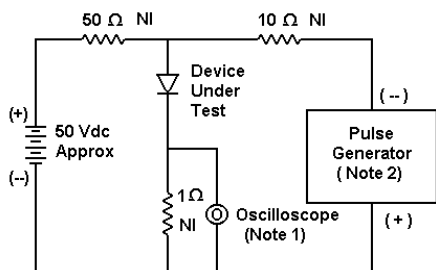 50 Ω NI
10 Ω NI
Device
Under
Test
(+)
50 Vdc
Approx
(--)
(--)
Pulse
Generator
(Note 2)
(+)
1Ω
NI
Oscilloscope
(Note 1)